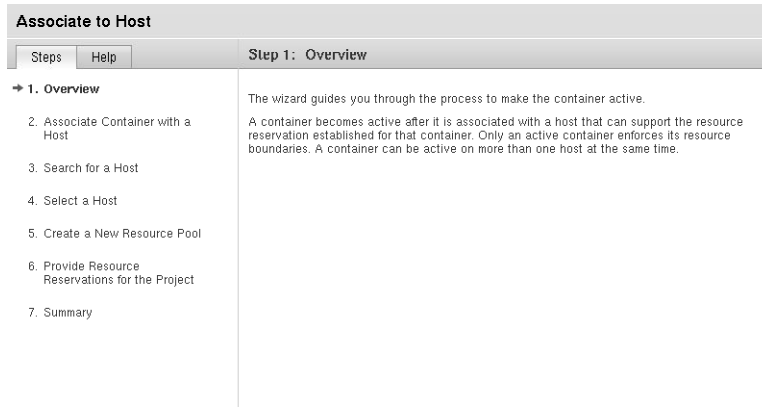 Associate to Host
Steps
Help
Step 1: Overview
1. Overview
2. Associate Container with a
Host
3. Search for a Host
4. Select a Host
5. Create a New Resource Pool
6. Provide Resource
Reservations for the Project
7. Summary
The wizard guides you through the process to make the container active.
A container becomes active after it is associated with a host that can support the resource
reservation established for that container. Only an active container enforces its resource
boundaries. A container can be active on more than one host at the same time.